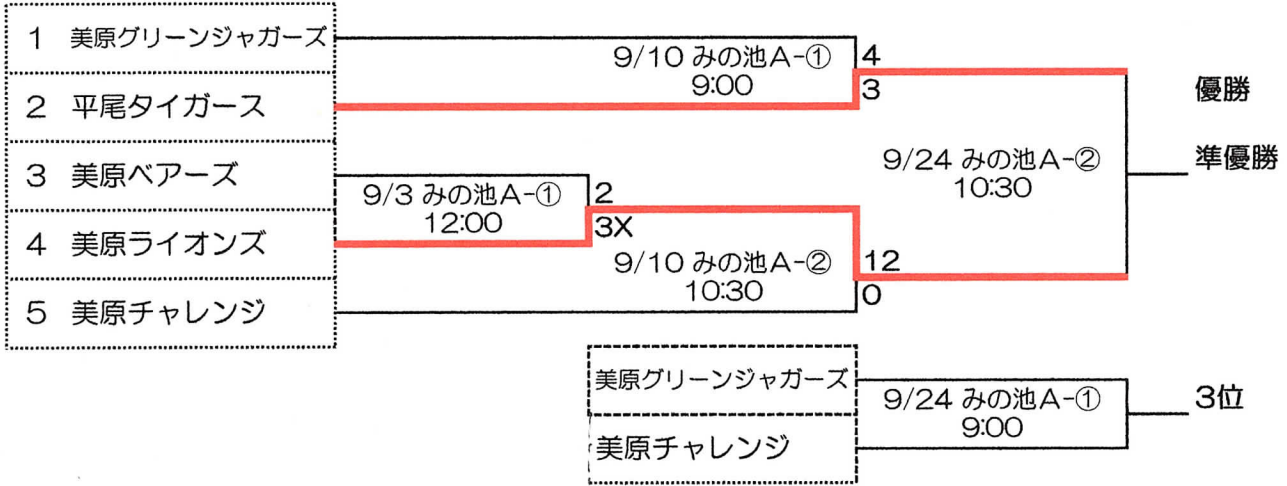 1 美原グリーンジャガーズ
9/10 みの池A-①
9:00
4
3
2 平尾タイガース
優勝
3 美原ベアーズ
9/3 みの池A-①
12:00
2
3X
9/24 みの池A-②
10:30
準優勝
4 美原ライオンズ
9/10 みの池A-②
10:30
12
0
5 美原チャレンジ
美原グリーンジャガーズ
9/24 みの池A-①
9:00
3位
美原チャレンジ